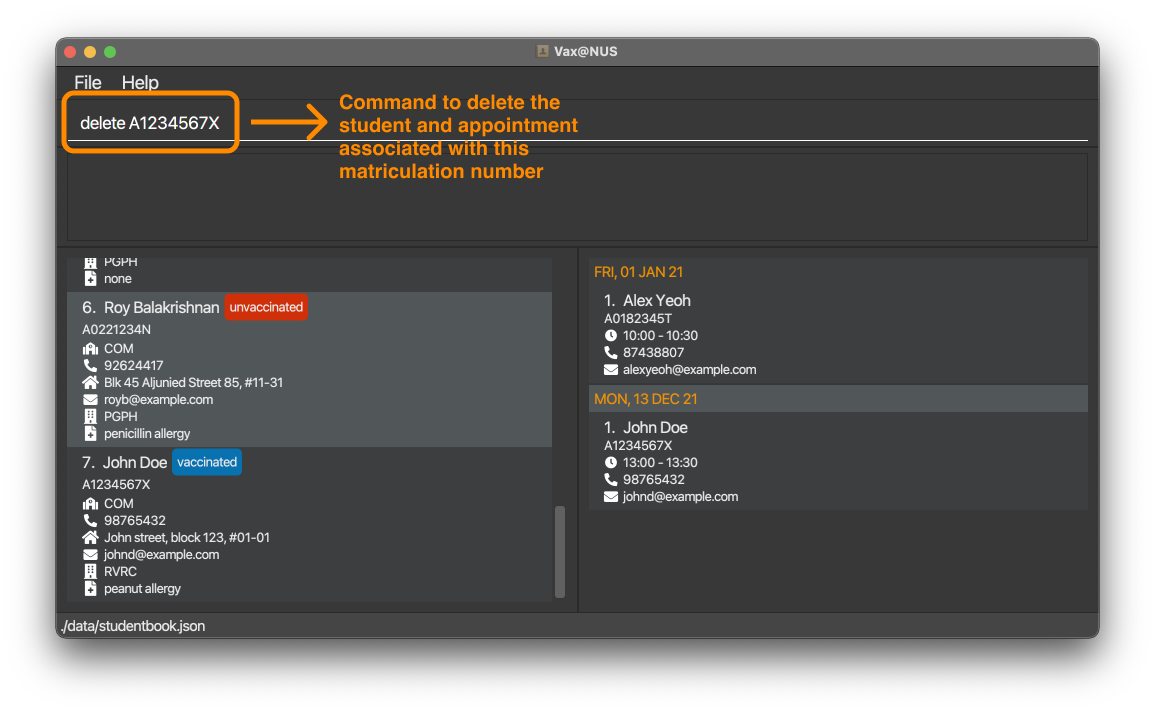 Vax@NUS
File Help
delete A1234567X
Command to delete the
student and appointment
associated with this
matriculation number
PGPH
none
6. Roy Balakrishnan unvaccinated
A0221234N
COM
92624417
Blk 45 Aljunied Street 85, #11-31
royb@example.com
PGPH
penicillin allergy
7. John Doe vaccinated
A1234567X
COM
98765432
John street, block 123, #01-01
johnd@example.com
RVRC
peanut allergy
FRI, 01 JAN 21
1. Alex Yeoh
A0182345T
10:00 - 10:30
87438807
alexyeoh@example.com
MON, 13 DEC 21
1. John Doe
A1234567X
13:00 - 13:30
98765432
johnd@example.com
./data/studentbook.json